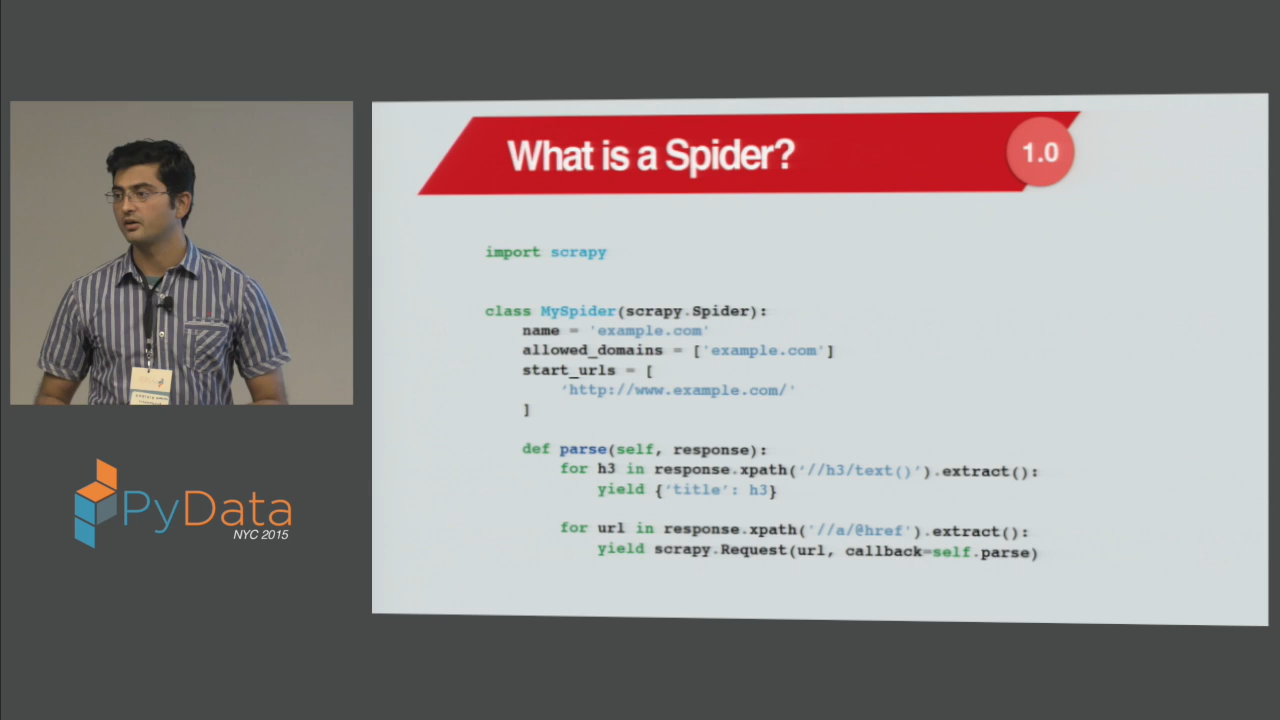 What is a Spider?
1.0
import scrapy
class MySpider(scrapy.Spider):
name = 'example.com'
allowed_domains = ['example.com']
start_urls = [
'http://www.example.com/'
]
def parse(self, response):
for h3 in response.xpath('//h3/text()').extract():
yield {'title': h3}
for url in response.xpath('//a/@href').extract():
yield scrapy.Request(url, callback=self.parse)
PyData
NYC 2015